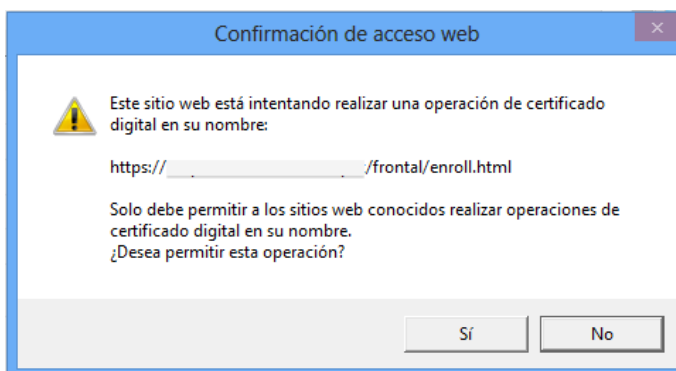 Confirmación de acceso web
Este sitio web está intentando realizar una operación de certificado
digital en su nombre:
https:// /frontal/enroll.html
Solo debe permitir a los sitios web conocidos realizar operaciones de
certificado digital en su nombre.
¿Desea permitir esta operación?
Sí
No